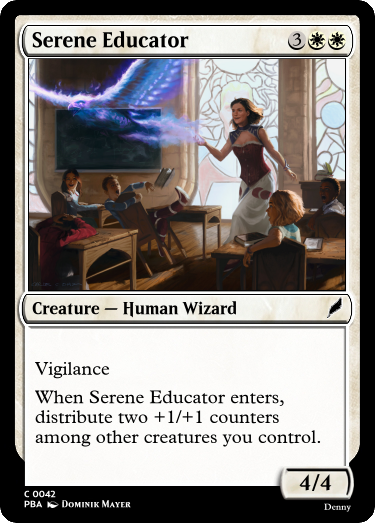 Serene Educator 3
Creature — Human Wizard
Vigilance
When Serene Educator enters,
distribute two +1/+1 counters
among other creatures you control.
4/4
C 0042
PBA DOMINIK MAYER
Denny